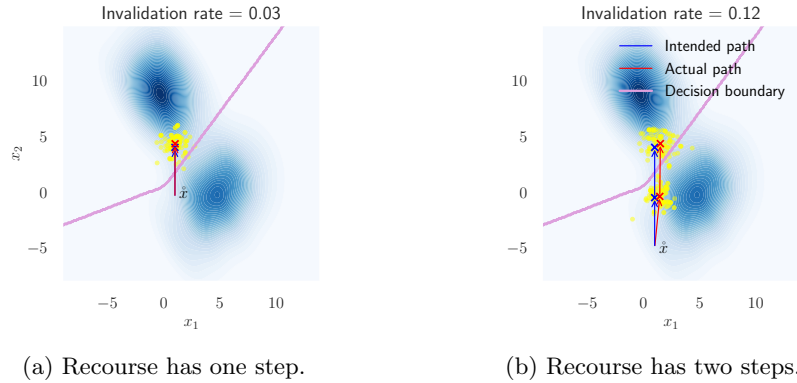 Invalidation rate = 0.03
10
5
0
−5
x₂
x̊
−5 0 5 10
x₁
(a) Recourse has one step.
Invalidation rate = 0.12
Intended path
Actual path
Decision boundary
10
5
0
−5
x̊
−5 0 5 10
x₁
(b) Recourse has two steps.